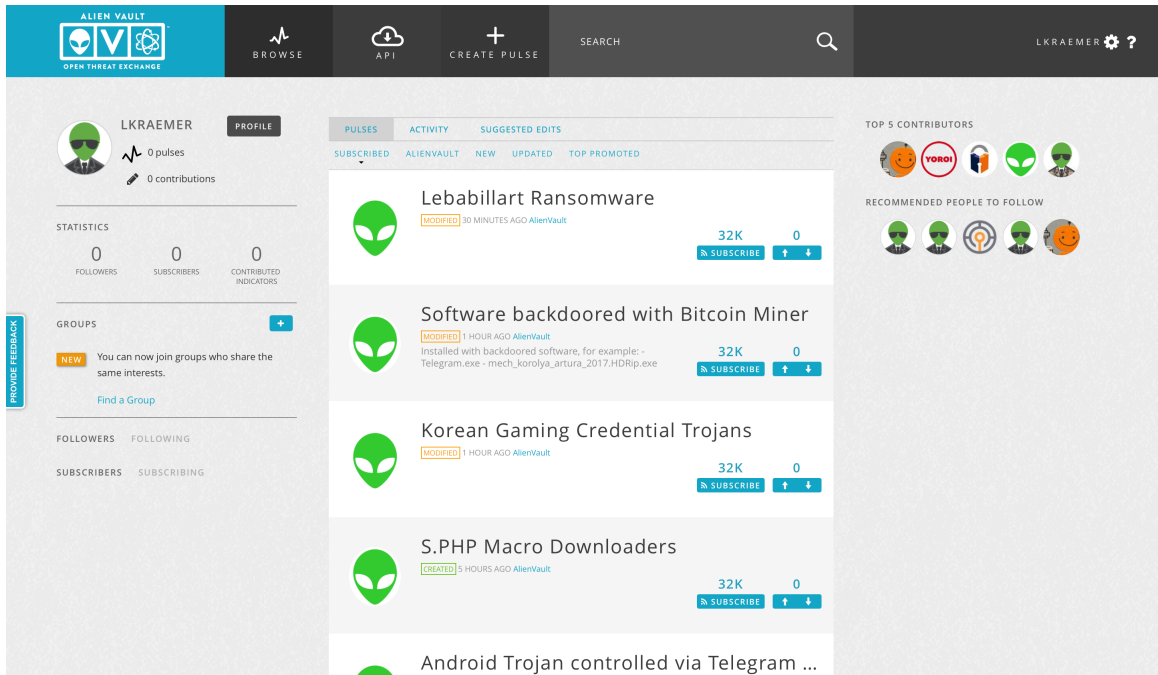 ALIEN VAULT
OPEN THREAT EXCHANGE
BROWSE
API
CREATE PULSE
SEARCH
LKRAEMER ?
PROVIDE FEEDBACK
LKRAEMER
PROFILE
0 pulses
0 contributions
STATISTICS
0 0 0
FOLLOWERS SUBSCRIBERS CONTRIBUTED
INDICATORS
GROUPS +
NEW You can now join groups who share the
same interests.
Find a Group
FOLLOWERS FOLLOWING
SUBSCRIBERS SUBSCRIBING
PULSES ACTIVITY SUGGESTED EDITS
SUBSCRIBED ALIENVAULT NEW UPDATED TOP PROMOTED
Lebabillart Ransomware
MODIFIED 30 MINUTES AGO AlienVault
32K 0
SUBSCRIBE
Software backdoored with Bitcoin Miner
MODIFIED 1 HOUR AGO AlienVault
Installed with backdoored software, for example: -
Telegram.exe - mech_korolya_artura_2017.HDRip.exe
32K 0
SUBSCRIBE
Korean Gaming Credential Trojans
MODIFIED 1 HOUR AGO AlienVault
32K 0
SUBSCRIBE
S.PHP Macro Downloaders
CREATED 5 HOURS AGO AlienVault
32K 0
SUBSCRIBE
Android Trojan controlled via Telegram ...
TOP 5 CONTRIBUTORS
YOROI
RECOMMENDED PEOPLE TO FOLLOW